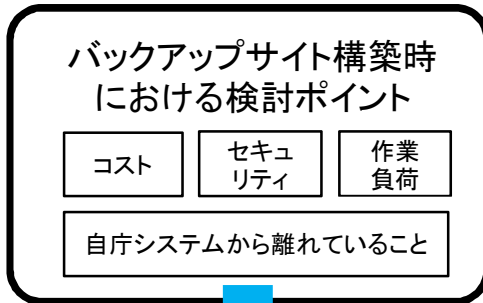 バックアップサイト構築時
における検討ポイント
コスト
セキュ
リティ
作業
負荷
自庁システムから離れていること